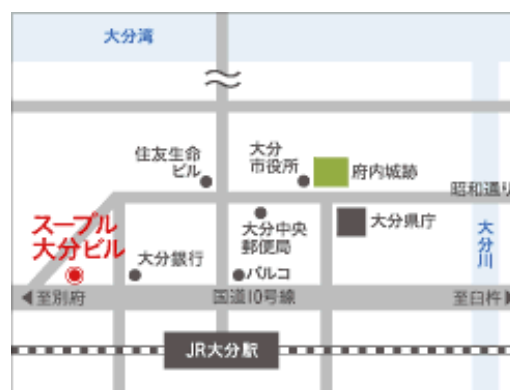 大分湾
住友生命
ビル
大分
市役所
府内城跡
昭和通り
スープル
大分ビル
大分銀行
大分中央
郵便局
大分県庁
大分川
パルコ
◀至別府
国道10号線
至臼杵▶
JR大分駅